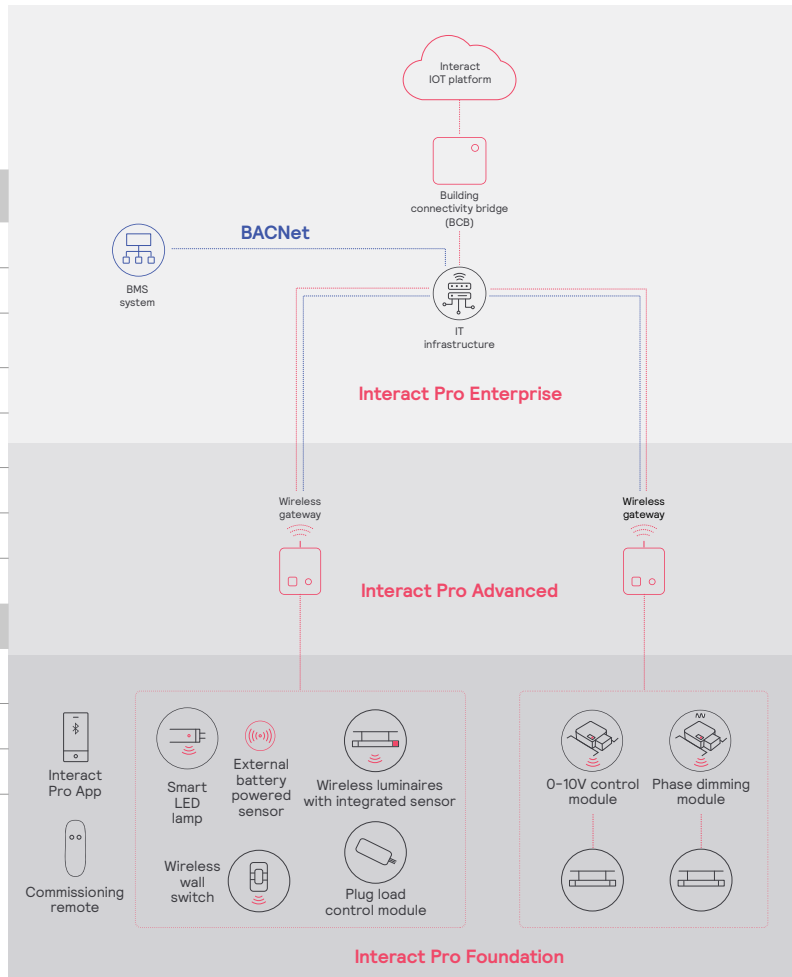 Interact
IOT platform
Building
connectivity bridge
(BCB)
BACNet
BMS
system
IT
infrastructure
Interact Pro Enterprise
Wireless
gateway
Wireless
gateway
Interact Pro Advanced
Interact
Pro App
Smart
LED
lamp
External
battery
powered
sensor
Wireless luminaires
with integrated sensor
0-10V control
module
Phase dimming
module
Commissioning
remote
Wireless
wall
switch
Plug load
control module
Interact Pro Foundation